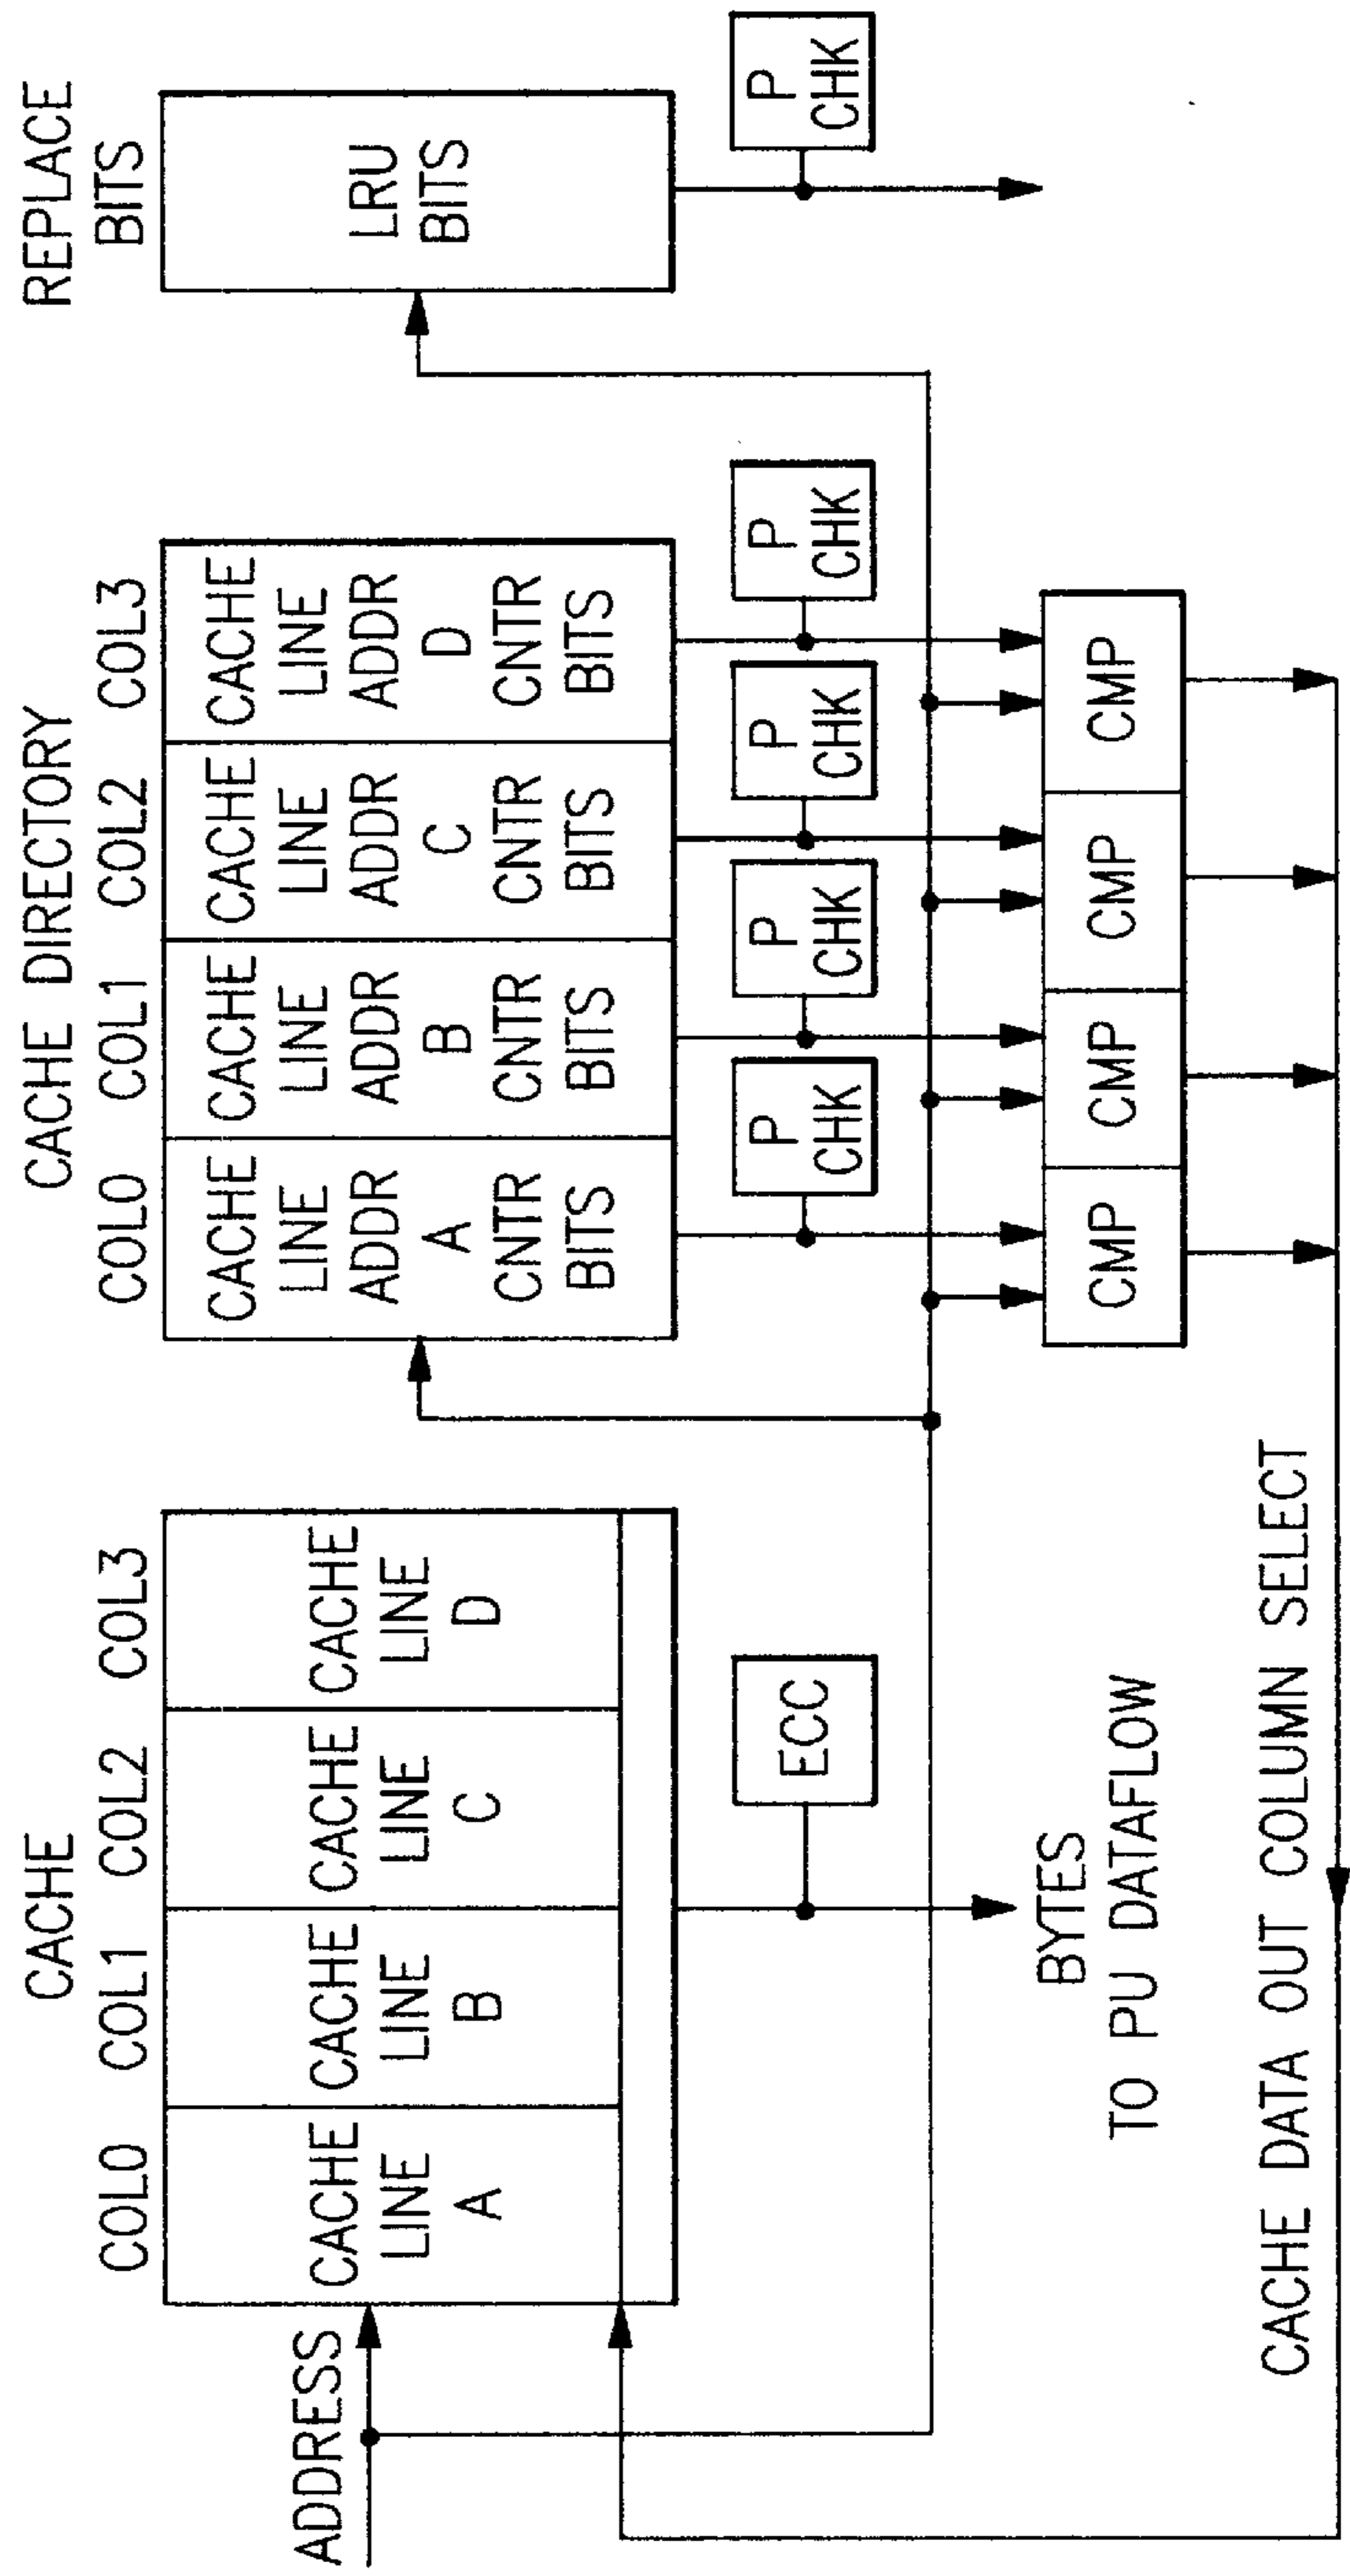 CACHE
COL0 COL1 COL2 COL3
CACHE
LINE
A
CACHE
LINE
B
CACHE
LINE
C
CACHE
LINE
D
ADDRESS
ECC
BYTES
TO PU DATAFLOW
CACHE DATA OUT COLUMN SELECT
CACHE DIRECTORY
COL0 COL1 COL2 COL3
CACHE
LINE
ADDR
A
CNTR
BITS
CACHE
LINE
ADDR
B
CNTR
BITS
CACHE
LINE
ADDR
C
CNTR
BITS
CACHE
LINE
ADDR
D
CNTR
BITS
P
CHK
P
CHK
P
CHK
P
CHK
CMP
CMP
CMP
CMP
REPLACE
BITS
LRU
BITS
P
CHK